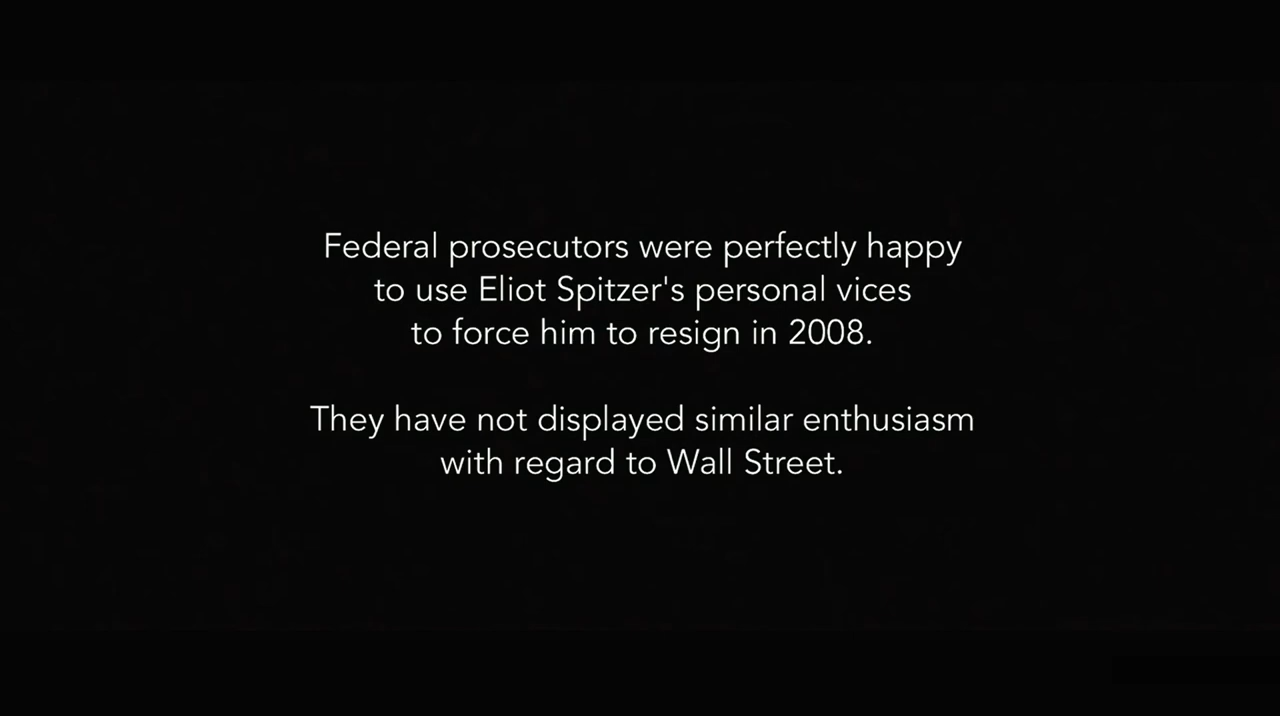 Federal prosecutors were perfectly happy
to use Eliot Spitzer's personal vices
to force him to resign in 2008.
They have not displayed similar enthusiasm
with regard to Wall Street.